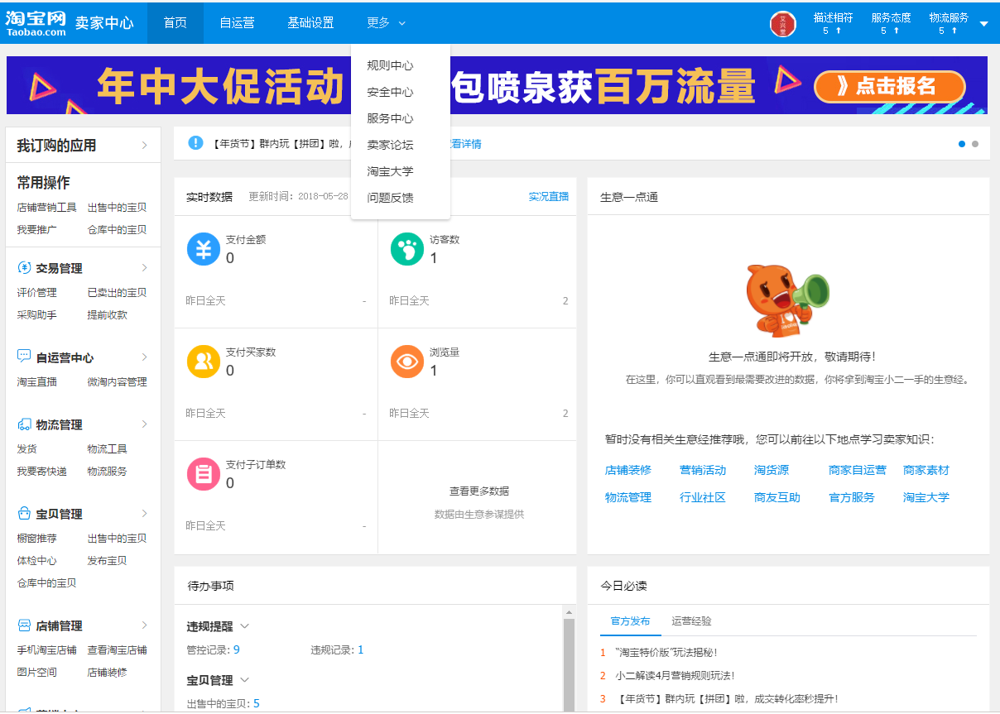 淘宝网 卖家中心 首页 自运营 基础设置 更多 艾兴堂 描述相符 服务态度 物流服务
Taobao.com 5 5 5
规则中心
安全中心
服务中心
卖家论坛
淘宝大学
问题反馈
年中大促活动 包喷泉获百万流量 》点击报名
我订购的应用
常用操作
店铺营销工具 出售中的宝贝
我要推广 仓库中的宝贝
交易管理
评价管理 已卖出的宝贝
采购助手 提前收款
自运营中心
淘宝直播 微淘内容管理
物流管理
发货 物流工具
我要寄快递 物流服务
宝贝管理
橱窗推荐 出售中的宝贝
体检中心 发布宝贝
仓库中的宝贝
店铺管理
手机淘宝店铺 查看淘宝店铺
图片空间 店铺装修
【年货节】群内玩【拼团】啦, 看详情
实时数据 更新时间: 2018-05-28 实况直播
支付金额
0
昨日全天 -
访客数
1
昨日全天 2
支付买家数
0
昨日全天 -
浏览量
1
昨日全天 2
支付子订单数
0
昨日全天 -
查看更多数据
数据由生意参谋提供
生意一点通
生意一点通即将开放，敬请期待！
在这里，你可以直观看到最需要改进的数据，你将拿到淘宝小二一手的生意经。
暂时没有相关生意经推荐哦，您可以前往以下地点学习卖家知识：
店铺装修 营销活动 淘货源 商家自运营 商家素材
物流管理 行业社区 商友互助 官方服务 淘宝大学
待办事项
违规提醒
管控记录: 9 违规记录: 1
宝贝管理
出售中的宝贝: 5
今日必读
官方发布 运营经验
1 “淘宝特价版”玩法揭秘！
2 小二解读4月营销规则玩法！
3 【年货节】群内玩【拼团】啦，成交转化率秒提升！